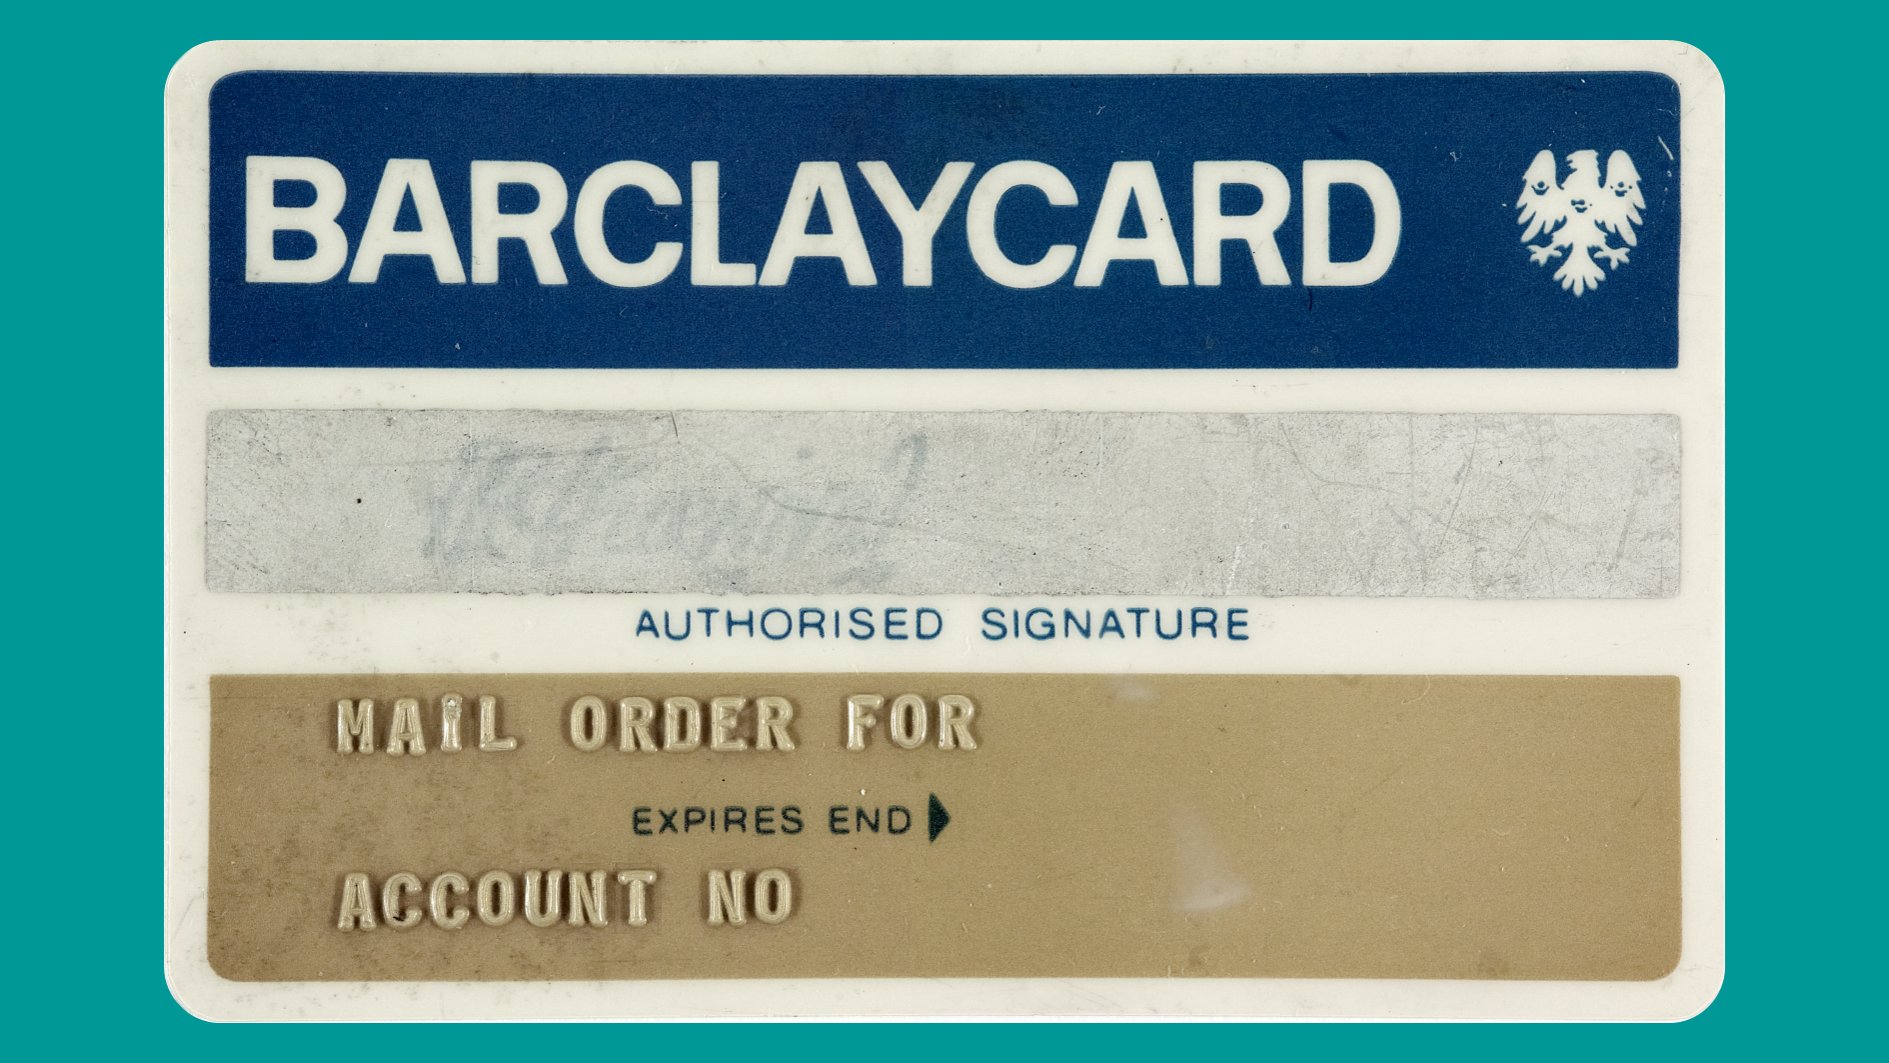 BARCLAYCARD
AUTHORISED SIGNATURE
MAIL ORDER FOR
EXPIRES END
ACCOUNT NO